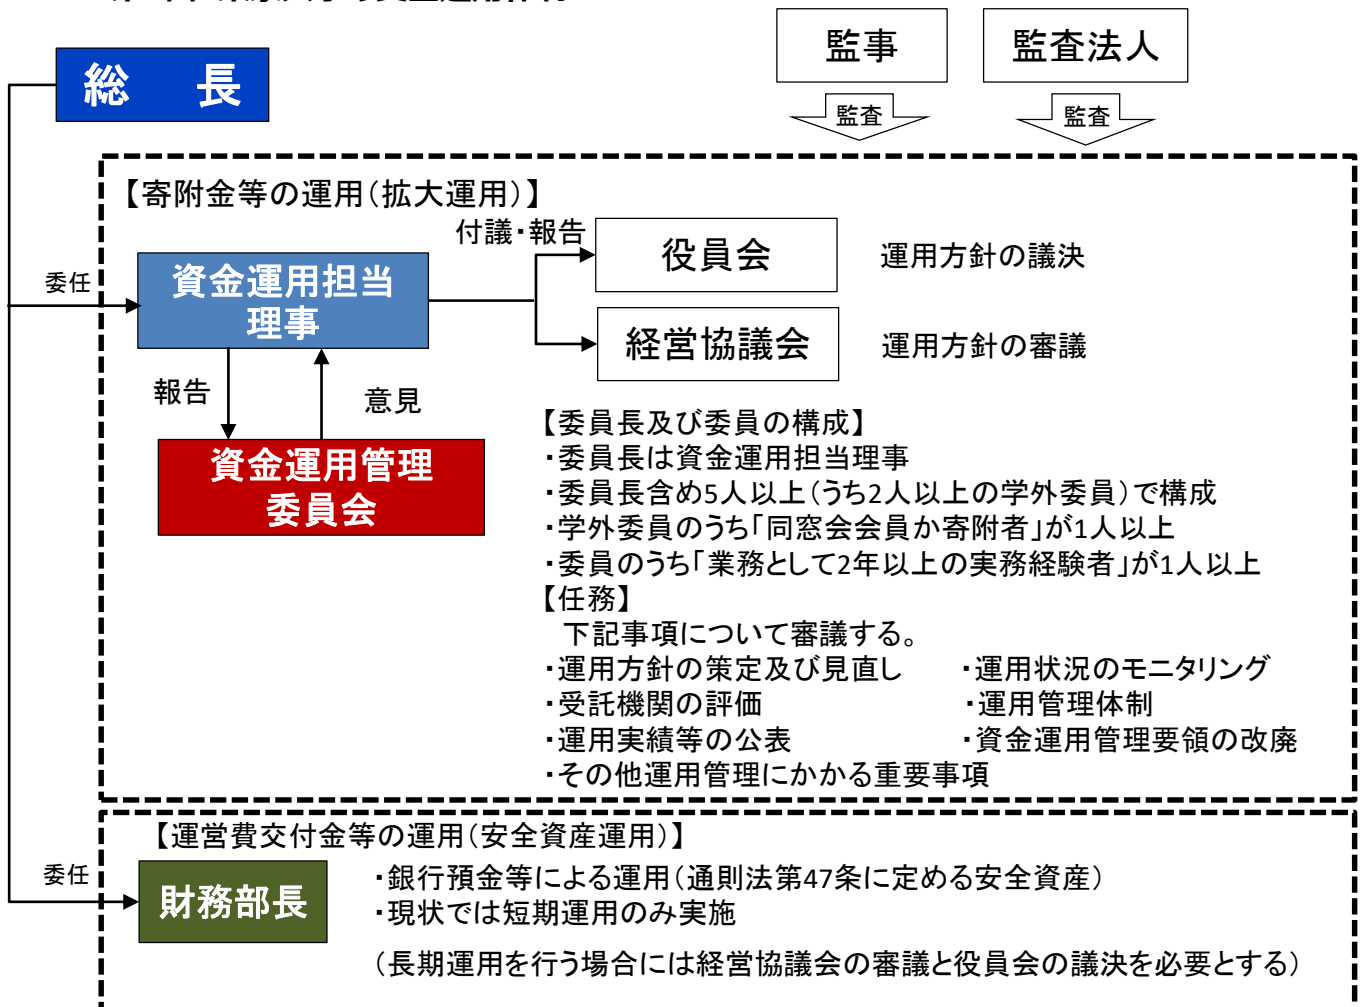 監事
監査法人
総　長
監査
監査
【寄附金等の運用（拡大運用）】
付議・報告
役員会
運用方針の議決
委任
資金運用担当
理事
経営協議会
運用方針の審議
報告
意見
資金運用管理
委員会
【委員長及び委員の構成】
・委員長は資金運用担当理事
・委員長含め5人以上（うち2人以上の学外委員）で構成
・学外委員のうち「同窓会会員か寄附者」が1人以上
・委員のうち「業務として2年以上の実務経験者」が1人以上
【任務】
下記事項について審議する。
・運用方針の策定及び見直し　・運用状況のモニタリング
・受託機関の評価　・運用管理体制
・運用実績等の公表　・資金運用管理要領の改廃
・その他運用管理にかかる重要事項
【運営費交付金等の運用（安全資産運用）】
委任
財務部長
・銀行預金等による運用（通則法第47条に定める安全資産）
・現状では短期運用のみ実施
（長期運用を行う場合には経営協議会の審議と役員会の議決を必要とする）